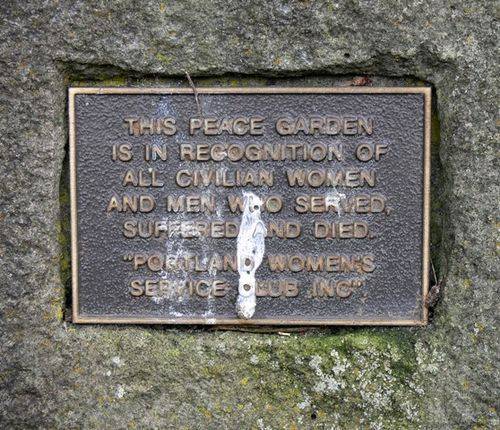 THIS PEACE GARDEN
IS IN RECOGNITION OF
ALL CIVILIAN WOMEN
AND MEN WHO SERVED,
SUFFERED AND DIED.
"PORTLAND WOMEN'S
SERVICE CLUB INC".